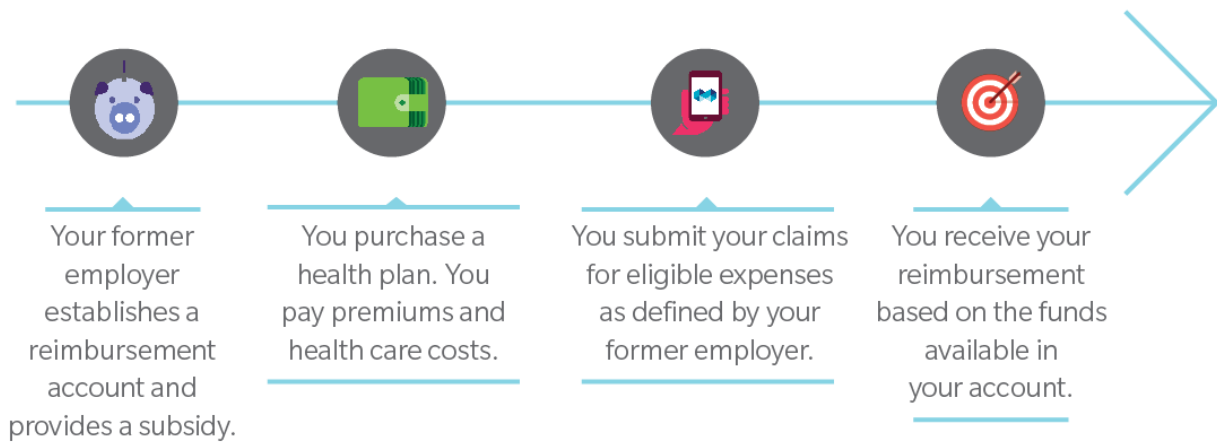 Your former
employer
establishes a
reimbursement
account and
provides a subsidy.
You purchase a
health plan. You
pay premiums and
health care costs.
You submit your claims
for eligible expenses
as defined by your
former employer.
You receive your
reimbursement
based on the funds
available in
your account.